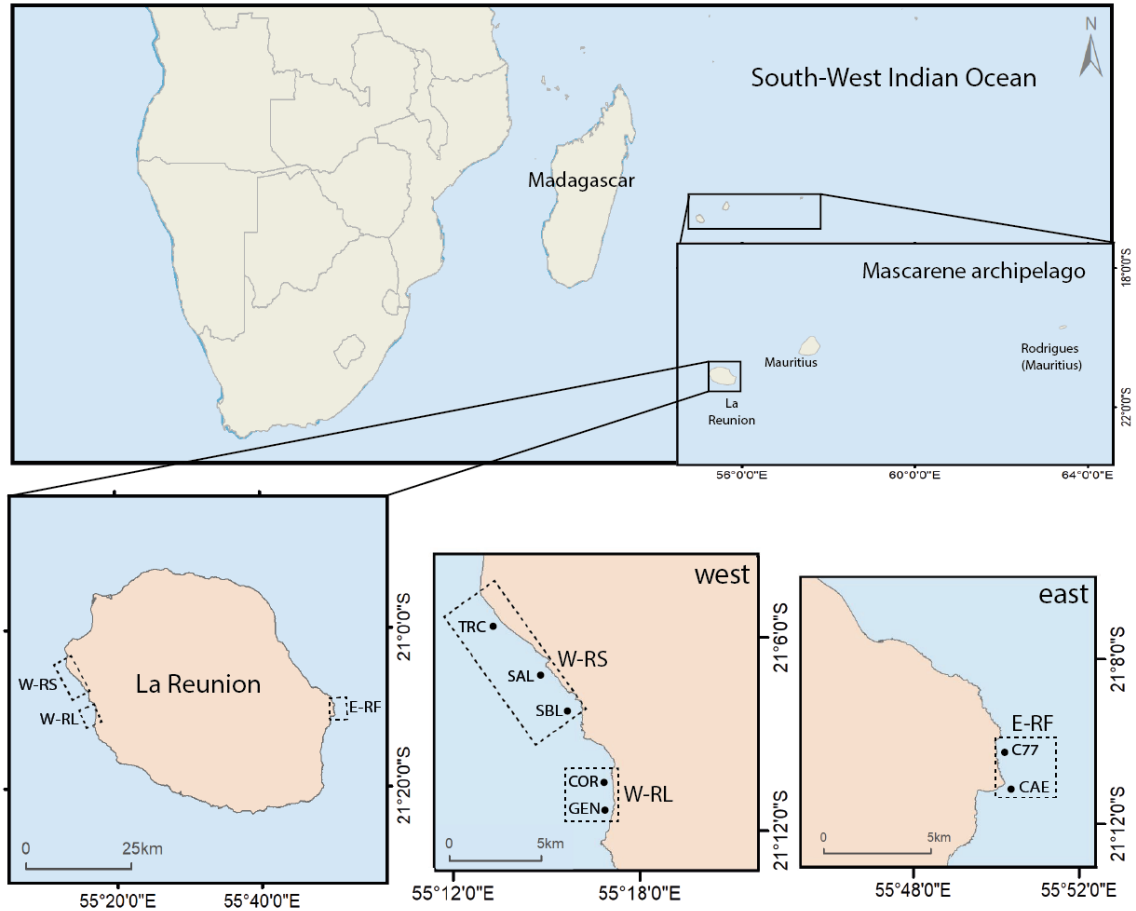 N
South-West Indian Ocean
Madagascar
Mascarene archipelago
18°0'0"S
Mauritius
Rodrigues
(Mauritius)
La
Reunion
22°0'0"S
56°0'0"E
60°0'0"E
64°0'0"E
W-RS
La Reunion
W-RL
E-RF
21°0'0"S
21°20'0"S
0
25km
55°20'0"E
55°40'0"E
west
TRC
W-RS
SAL
SBL
COR
W-RL
GEN
0
5km
21°6'0"S
21°12'0"S
55°12'0"E
55°18'0"E
east
E-RF
C77
CAE
0
5km
21°8'0"S
21°12'0"S
55°48'0"E
55°52'0"E